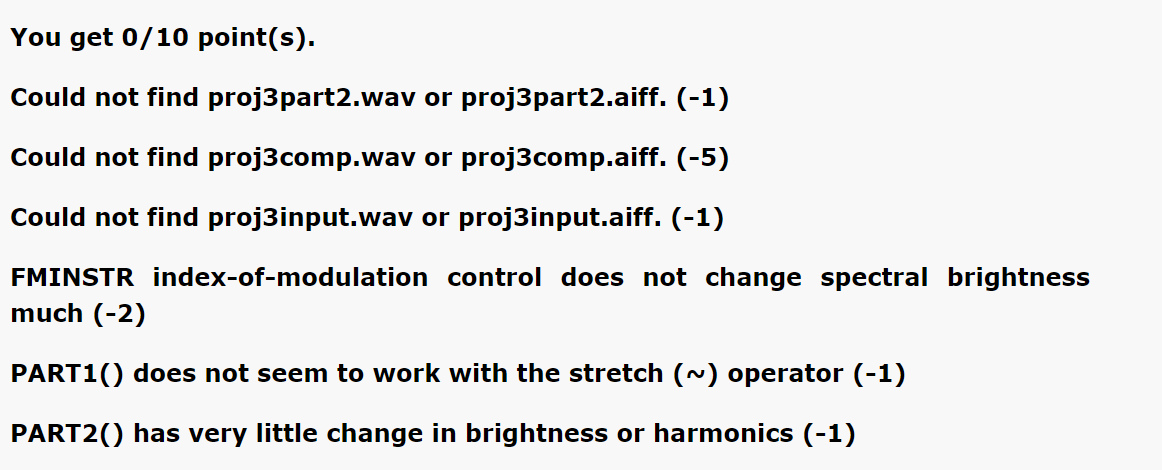 You get 0/10 point(s).
Could not find proj3part2.wav or proj3part2.aiff. (-1)
Could not find proj3comp.wav or proj3comp.aiff. (-5)
Could not find proj3input.wav or proj3input.aiff. (-1)
FMINSTR index-of-modulation control does not change spectral brightness
much (-2)
PART1() does not seem to work with the stretch (~) operator (-1)
PART2() has very little change in brightness or harmonics (-1)